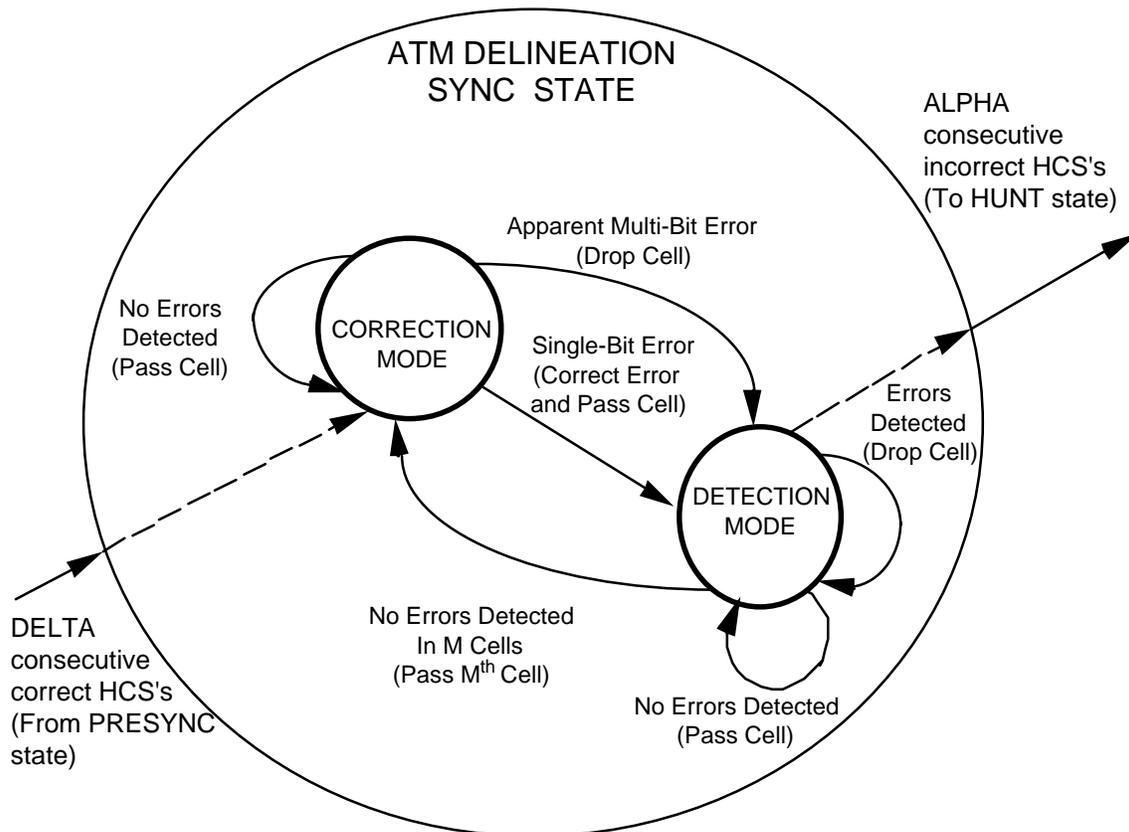 ATM DELINEATION
SYNC STATE
ALPHA
consecutive
incorrect HCS's
(To HUNT state)
Apparent Multi-Bit Error
(Drop Cell)
No Errors
Detected
(Pass Cell)
CORRECTION
MODE
Single-Bit Error
(Correct Error
and Pass Cell)
Errors
Detected
(Drop Cell)
DETECTION
MODE
No Errors Detected
In M Cells
(Pass Mth Cell)
DELTA
consecutive
correct HCS's
(From PRESYNC
state)
No Errors Detected
(Pass Cell)